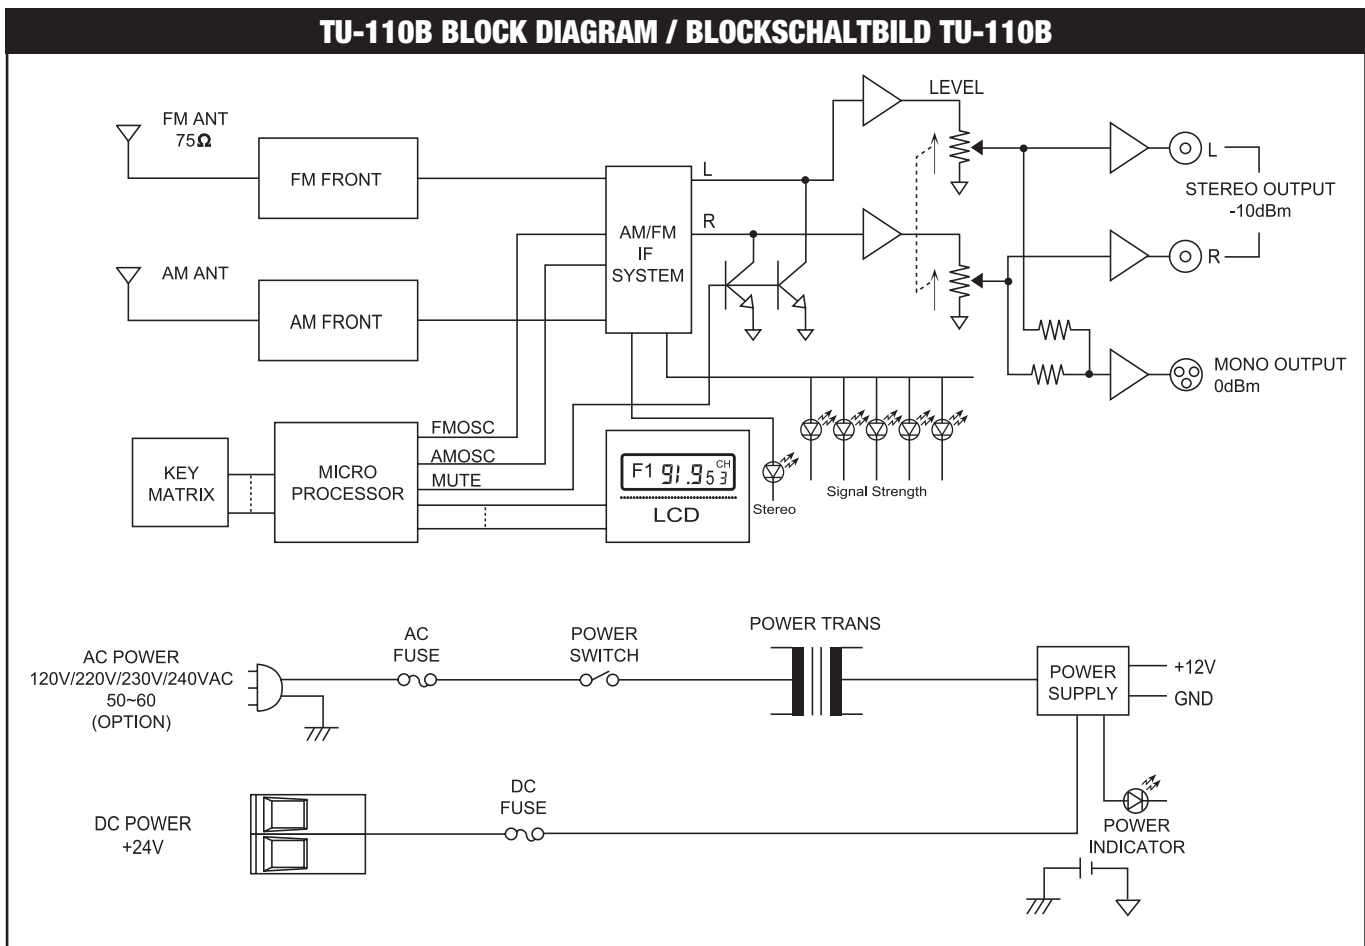 TU-110B BLOCK DIAGRAM / BLOCKSCHALTBILD TU-110B
FM ANT
75Ω
FM FRONT
AM ANT
AM FRONT
AM/FM
IF
SYSTEM
L
R
LEVEL
L
STEREO OUTPUT
-10dBm
R
MONO OUTPUT
0dBm
KEY
MATRIX
MICRO
PROCESSOR
FMOSC
AMOSC
MUTE
F1 91.953 CH
LCD
Stereo
Signal Strength
AC POWER
120V/220V/230V/240VAC
50~60
(OPTION)
AC
FUSE
POWER
SWITCH
POWER TRANS
POWER
SUPPLY
+12V
GND
DC POWER
+24V
DC
FUSE
POWER
INDICATOR